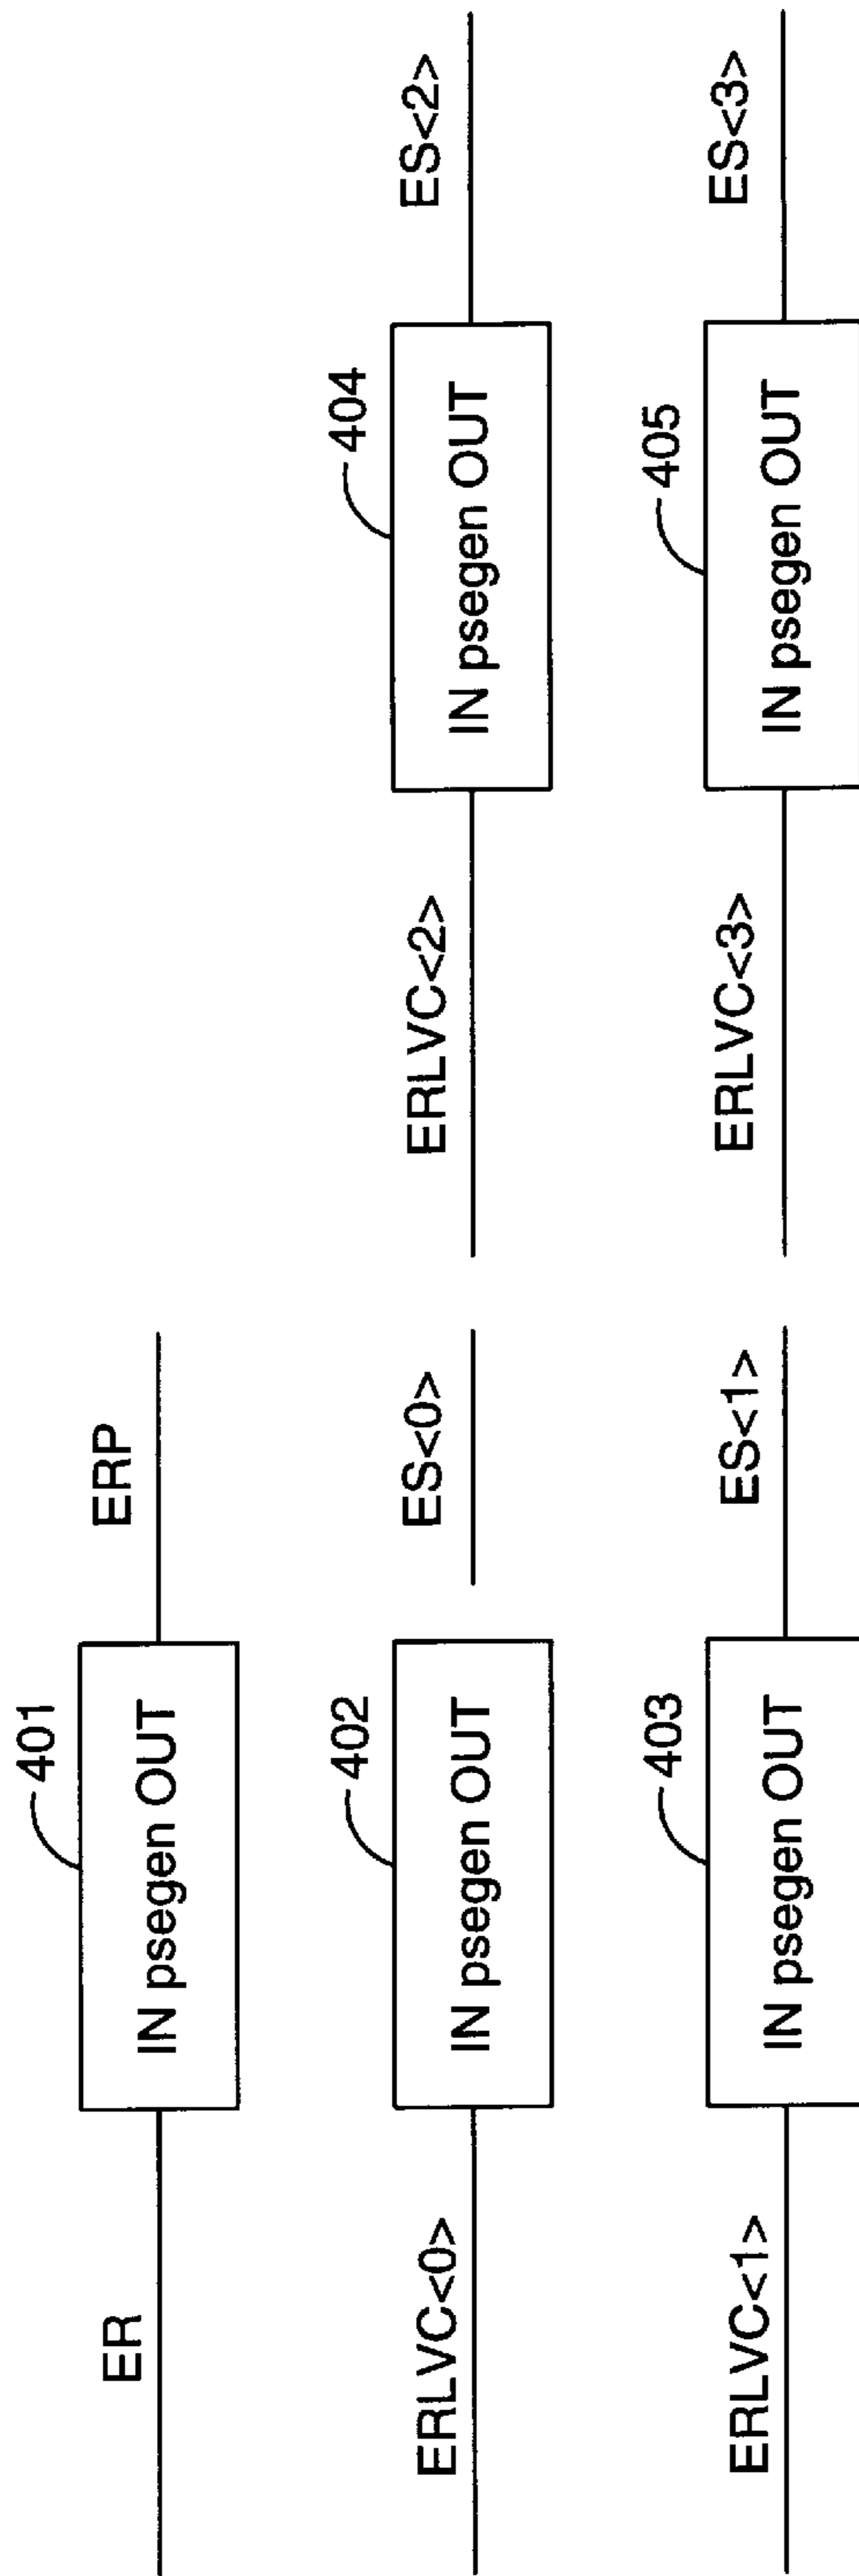 401
ER
IN psegen OUT
ERP
402
ERLVC<0>
IN psegen OUT
ES<0>
403
ERLVC<1>
IN psegen OUT
ES<1>
404
ERLVC<2>
IN psegen OUT
ES<2>
405
ERLVC<3>
IN psegen OUT
ES<3>